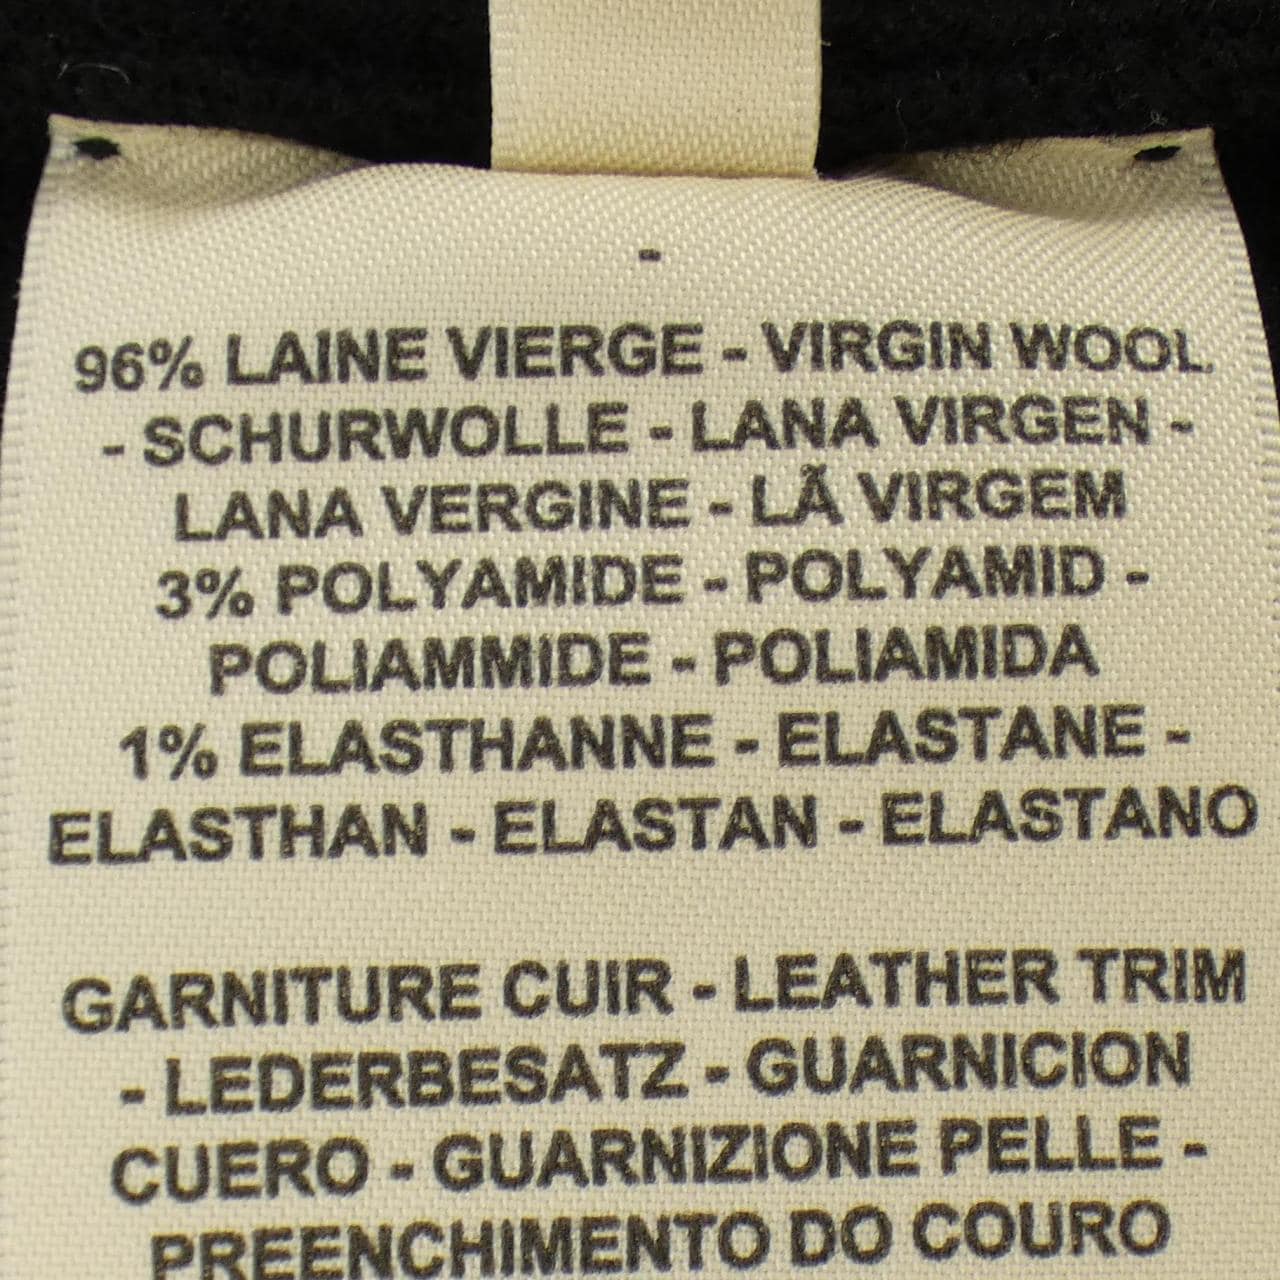 -
96% LAINE VIERGE - VIRGIN WOOL
- SCHURWOLLE - LANA VIRGEN -
LANA VERGINE - LÃ VIRGEM
3% POLYAMIDE - POLYAMID -
POLIAMMIDE - POLIAMIDA
1% ELASTHANNE - ELASTANE -
ELASTHAN - ELASTAN - ELASTANO
GARNITURE CUIR - LEATHER TRIM
- LEDERBESATZ - GUARNICION
CUERO - GUARNIZIONE PELLE -
PREENCHIMENTO DO COURO